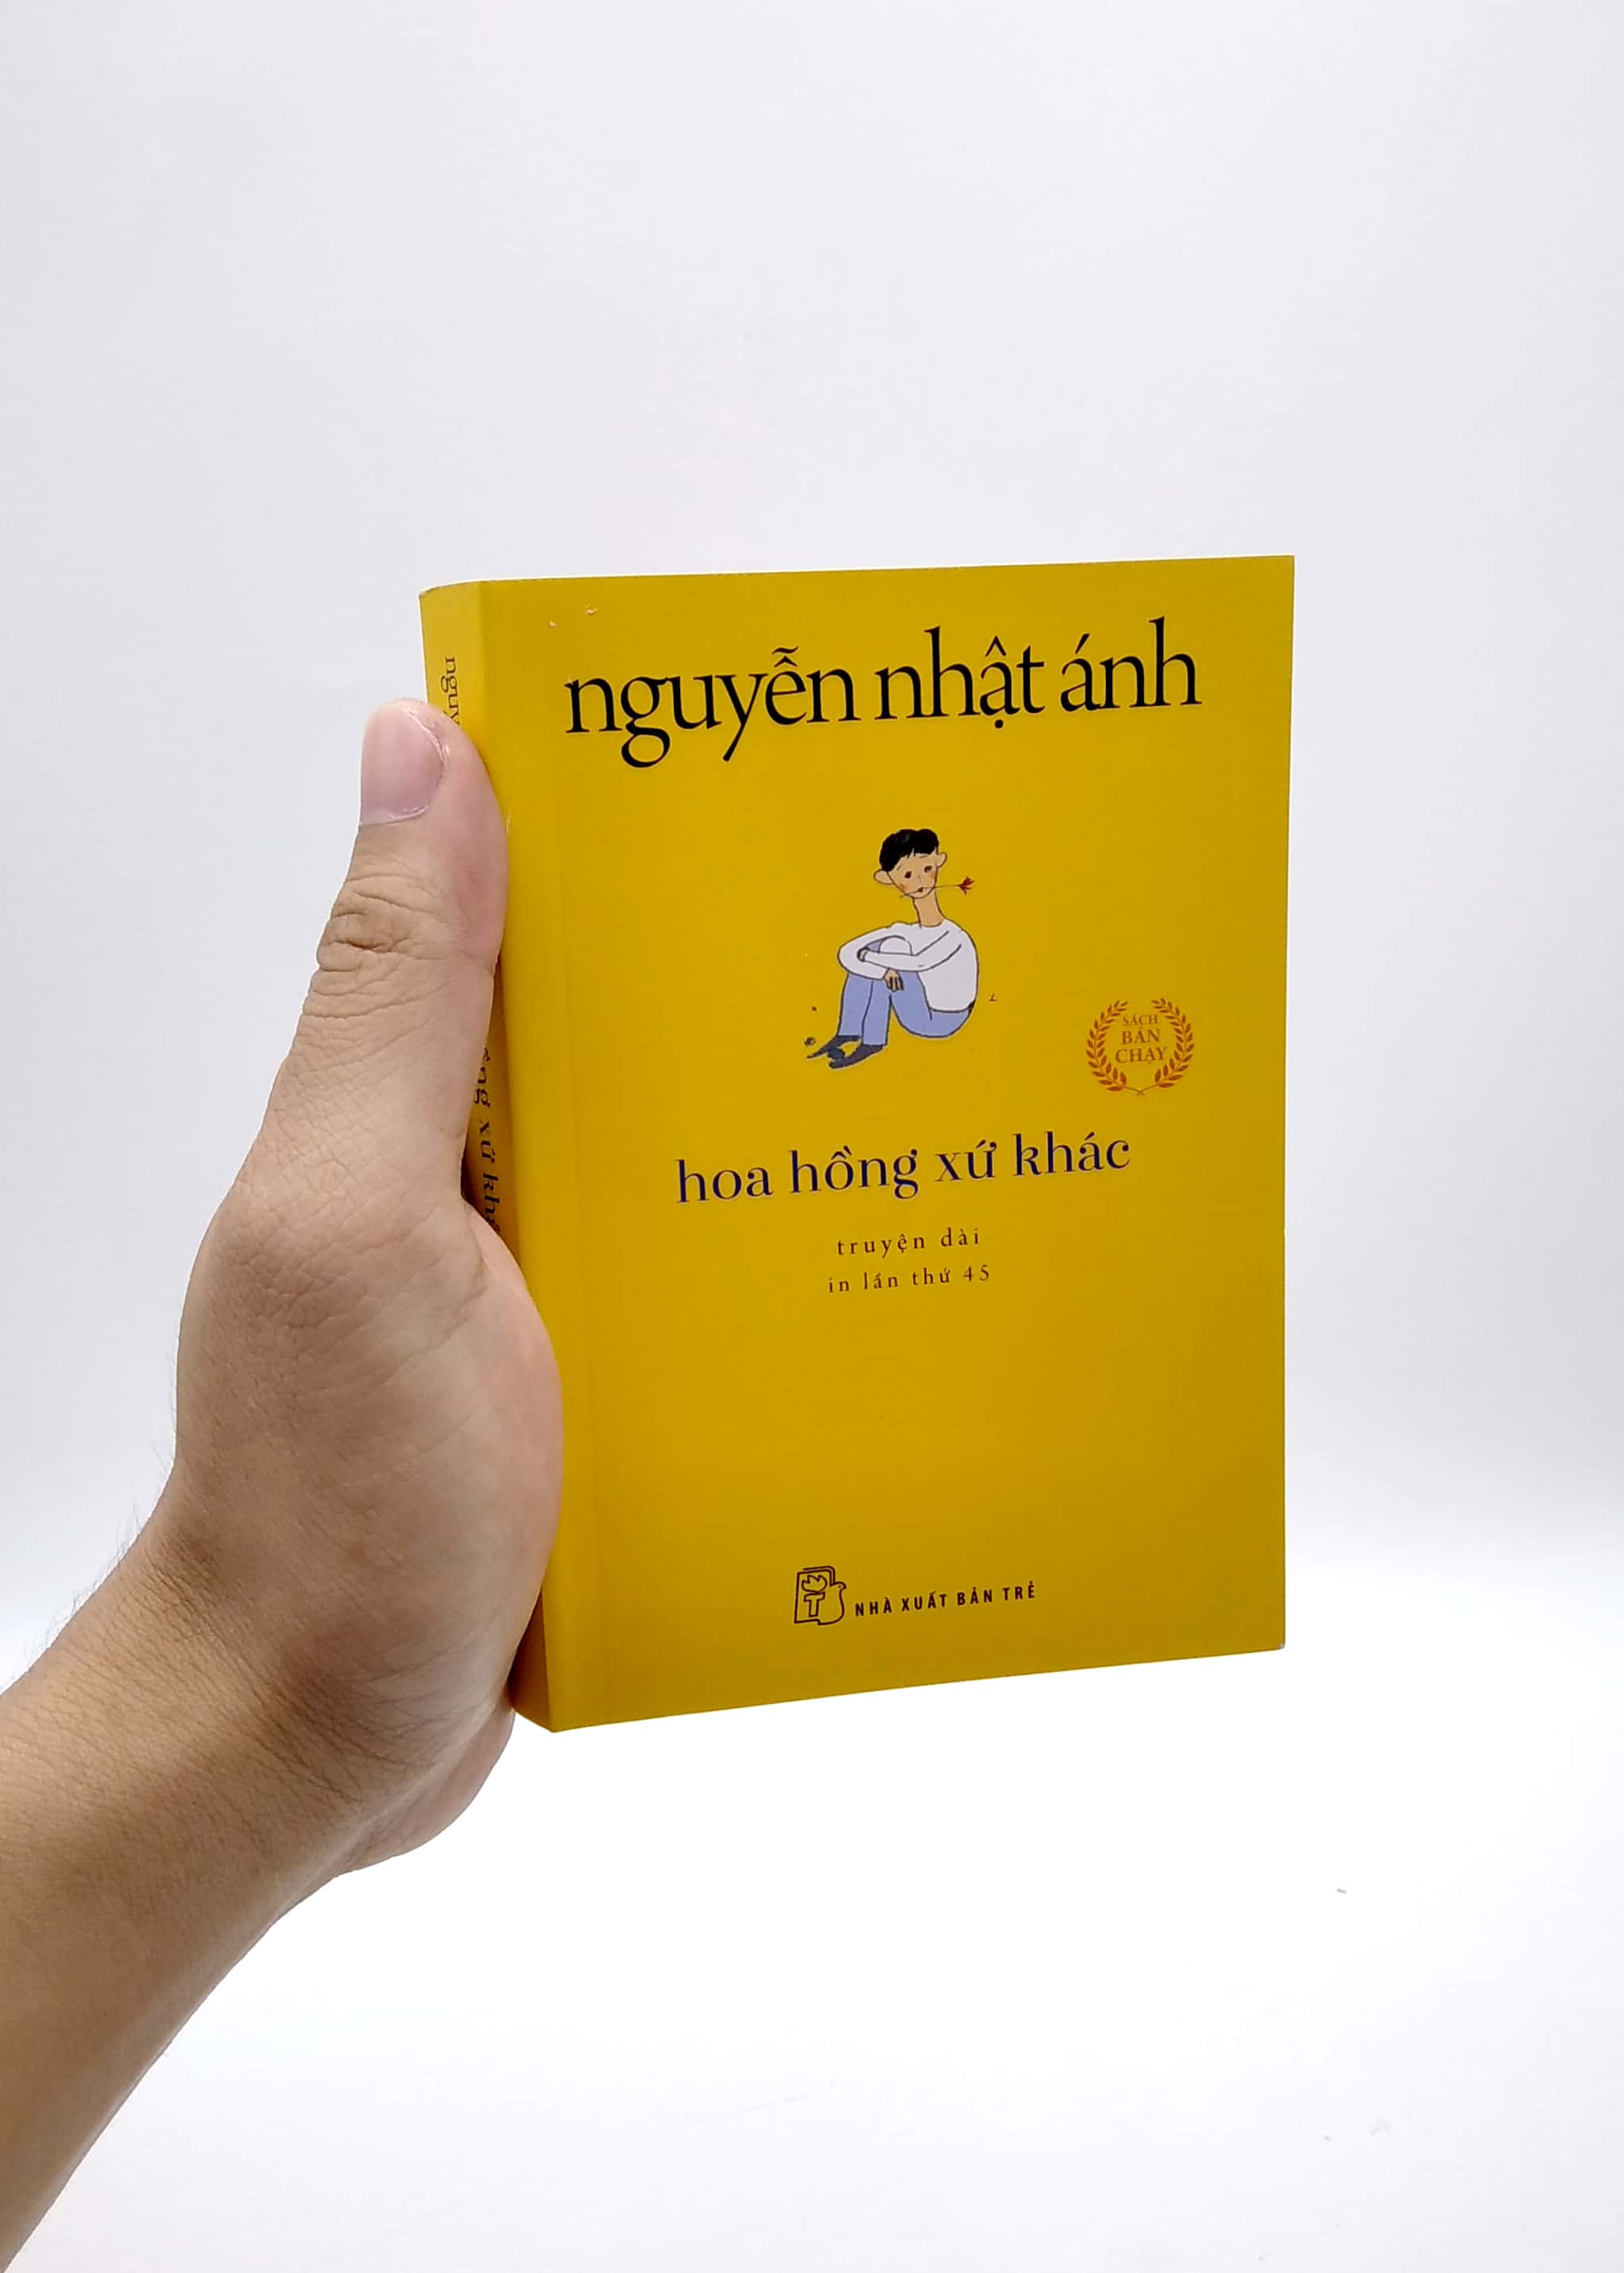 nguyễn nhật ánh
SÁCH
BÁN
CHẠY
hoa hồng xứ khác
truyện dài
in lần thứ 45
T
NHÀ XUẤT BẢN TRẺ
xứ